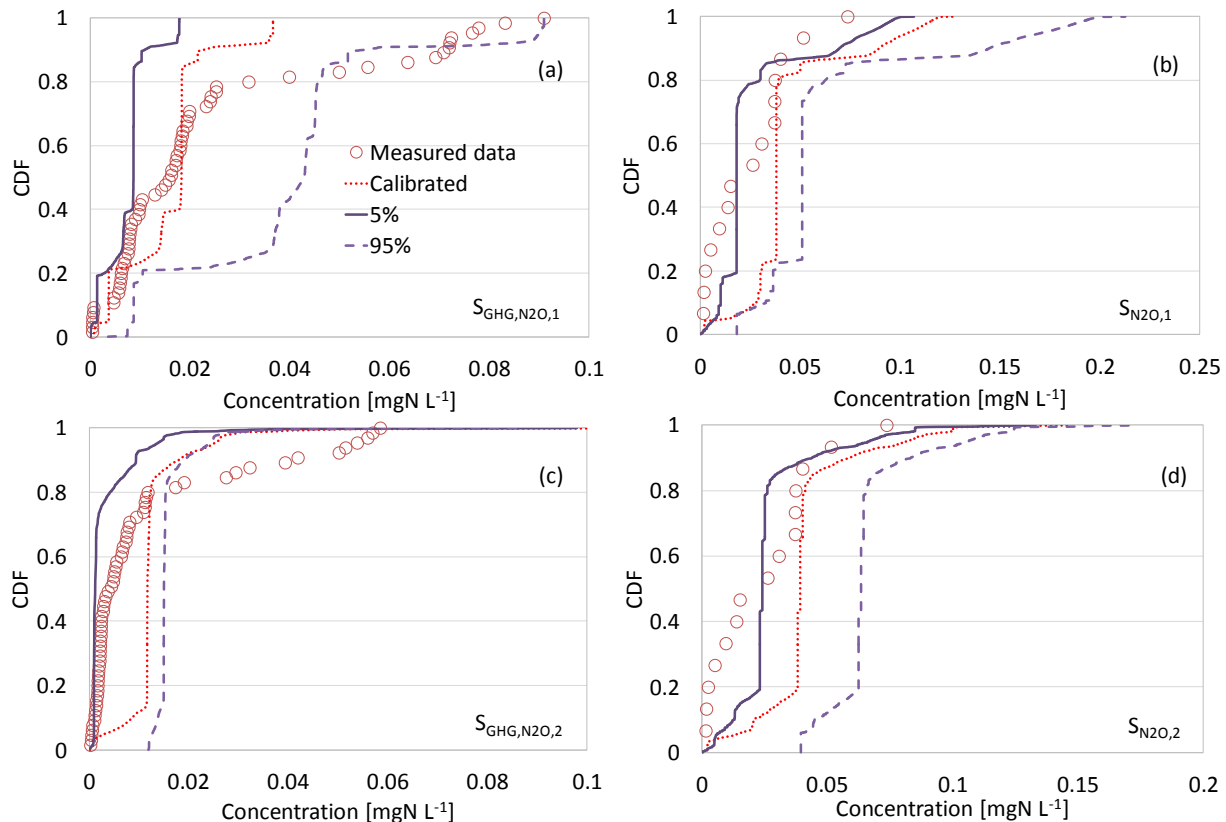 1
0.8
0.6
0.4
0.2
0
CDF
(a)
Measured data
Calibrated
5%
95%
S_GHG,N2O,1
0 0.02 0.04 0.06 0.08 0.1
Concentration [mgN L⁻¹]
1
0.8
0.6
0.4
0.2
0
CDF
(b)
S_N2O,1
0 0.05 0.1 0.15 0.2 0.25
Concentration [mgN L⁻¹]
1
0.8
0.6
0.4
0.2
0
CDF
(c)
S_GHG,N2O,2
0 0.02 0.04 0.06 0.08 0.1
Concentration [mgN L⁻¹]
1
0.8
0.6
0.4
0.2
0
CDF
(d)
S_N2O,2
0 0.05 0.1 0.15 0.2
Concentration [mgN L⁻¹]